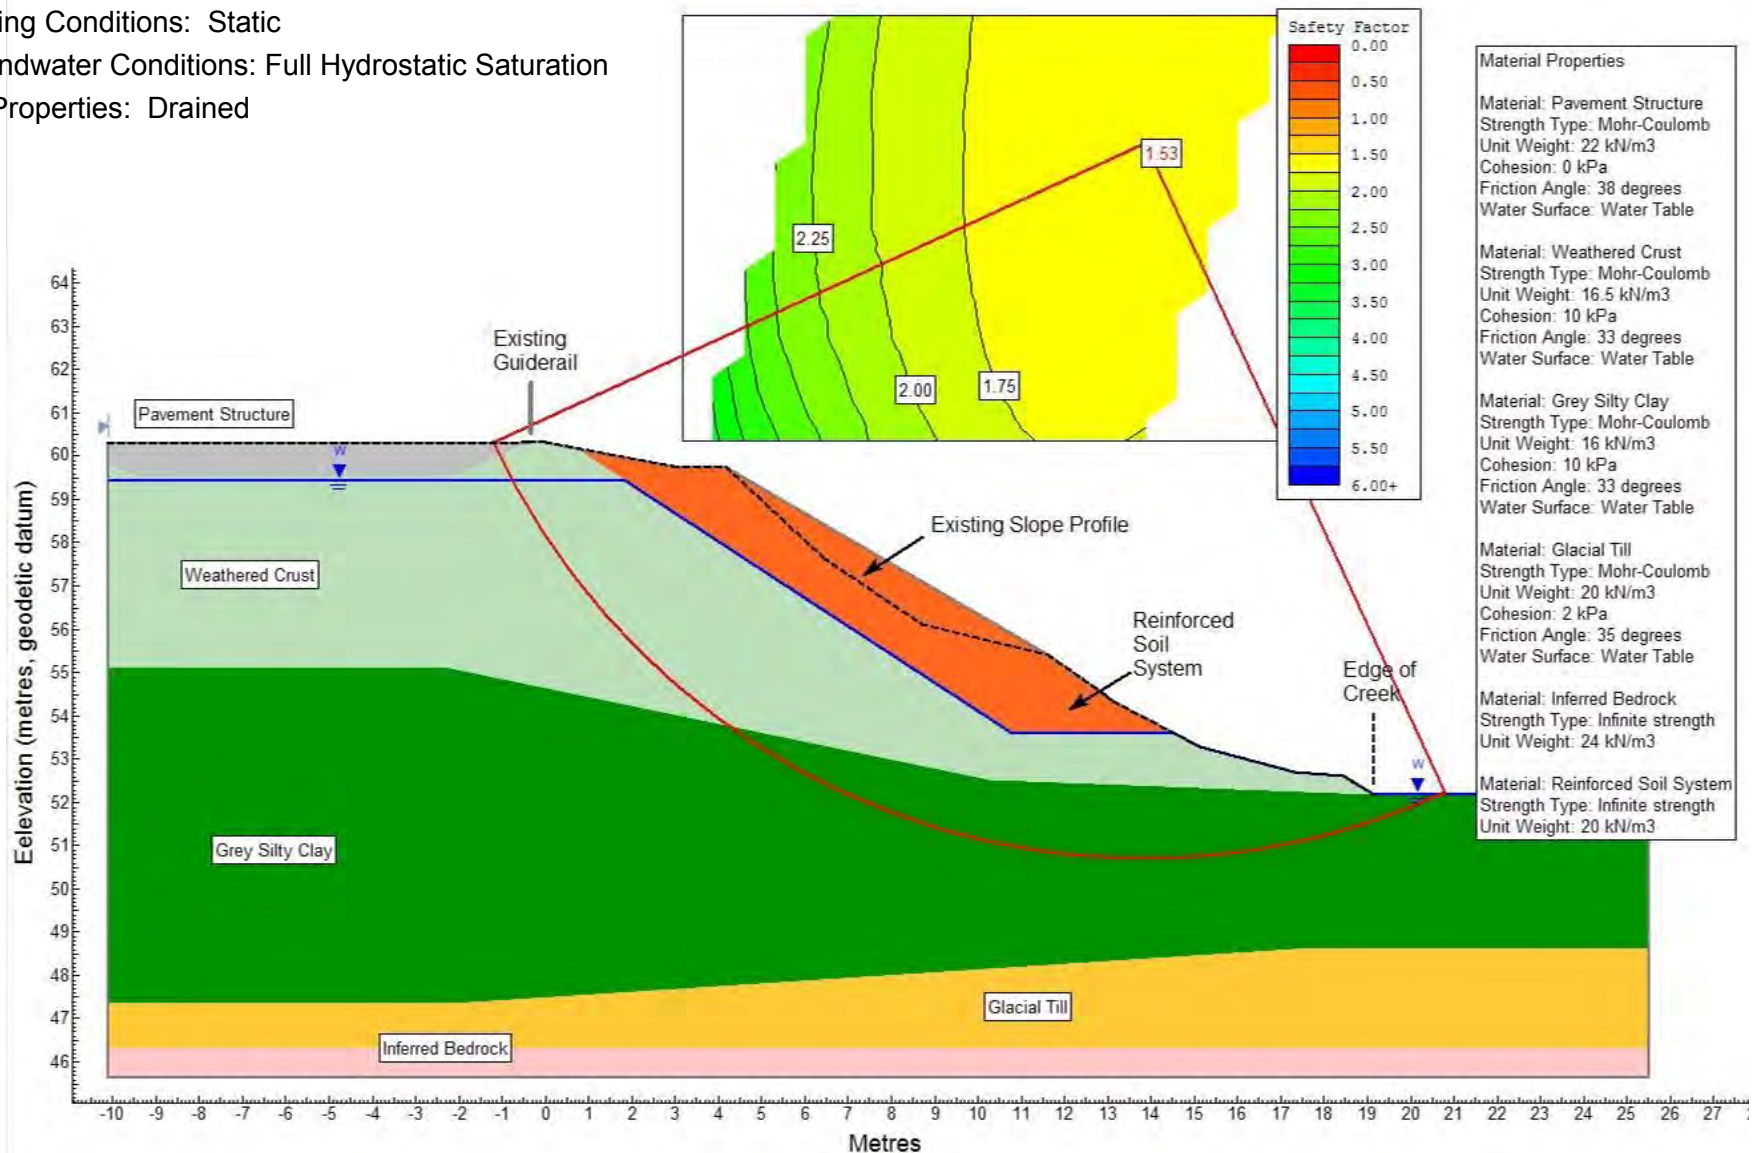 ing Conditions: Static
ndwater Conditions: Full Hydrostatic Saturation
Properties: Drained
Safety Factor
0.00
0.50
1.00
1.50
2.00
2.50
3.00
3.50
4.00
4.50
5.00
5.50
6.00+
Material Properties
Material: Pavement Structure
Strength Type: Mohr-Coulomb
Unit Weight: 22 kN/m3
Cohesion: 0 kPa
Friction Angle: 38 degrees
Water Surface: Water Table
Material: Weathered Crust
Strength Type: Mohr-Coulomb
Unit Weight: 16.5 kN/m3
Cohesion: 10 kPa
Friction Angle: 33 degrees
Water Surface: Water Table
Material: Grey Silty Clay
Strength Type: Mohr-Coulomb
Unit Weight: 16 kN/m3
Cohesion: 10 kPa
Friction Angle: 33 degrees
Water Surface: Water Table
Material: Glacial Till
Strength Type: Mohr-Coulomb
Unit Weight: 20 kN/m3
Cohesion: 2 kPa
Friction Angle: 35 degrees
Water Surface: Water Table
Material: Inferred Bedrock
Strength Type: Infinite strength
Unit Weight: 24 kN/m3
Material: Reinforced Soil System
Strength Type: Infinite strength
Unit Weight: 20 kN/m3
1.53
2.25
2.00
1.75
Existing
Guiderail
Pavement Structure
W
Existing Slope Profile
Weathered Crust
Reinforced
Soil
System
Edge of
Creek
W
Grey Silty Clay
Glacial Till
Inferred Bedrock
Eelevation (metres, geodetic datum)
64
63
62
61
60
59
58
57
56
55
54
53
52
51
50
49
48
47
46
-10 -9 -8 -7 -6 -5 -4 -3 -2 -1 0 1 2 3 4 5 6 7 8 9 10 11 12 13 14 15 16 17 18 19 20 21 22 23 24 25 26 27
Metres